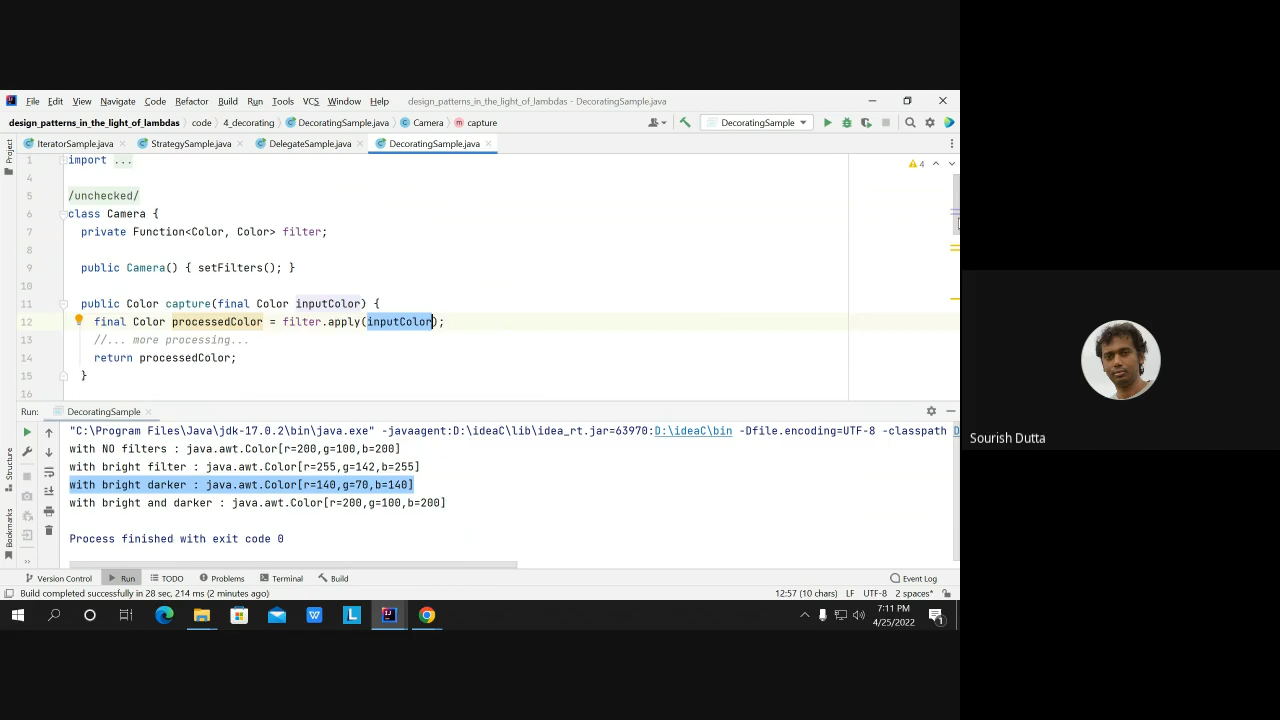 File Edit View Navigate Code Refactor Build Run Tools VCS Window Help design_patterns_in_the_light_of_lambdas - DecoratingSample.java
design_patterns_in_the_light_of_lambdas code 4_decorating DecoratingSample.java Camera capture DecoratingSample
IteratorSample.java StrategySample.java DelegateSample.java DecoratingSample.java
Project
1 import ...
4
4
5 /unchecked/
6 class Camera {
7 private Function<Color, Color> filter;
8
9 public Camera() { setFilters(); }
10
11 public Color capture(final Color inputColor) {
12 final Color processedColor = filter.apply(inputColor);
13 //... more processing...
14 return processedColor;
15 }
16
Run: DecoratingSample
"C:\Program Files\Java\jdk-17.0.2\bin\java.exe" -javaagent:D:\ideaC\lib\idea_rt.jar=63970:D:\ideaC\bin -Dfile.encoding=UTF-8 -classpath D
with NO filters : java.awt.Color[r=200,g=100,b=200]
with bright filter : java.awt.Color[r=255,g=142,b=255]
with bright darker : java.awt.Color[r=140,g=70,b=140]
with bright and darker : java.awt.Color[r=200,g=100,b=200]
Process finished with exit code 0
Structure
Bookmarks
Version Control Run TODO Problems Terminal Build Event Log
Build completed successfully in 28 sec, 214 ms (2 minutes ago) 12:57 (10 chars) LF UTF-8 2 spaces*
W L 7:11 PM
4/25/2022
1
Sourish Dutta